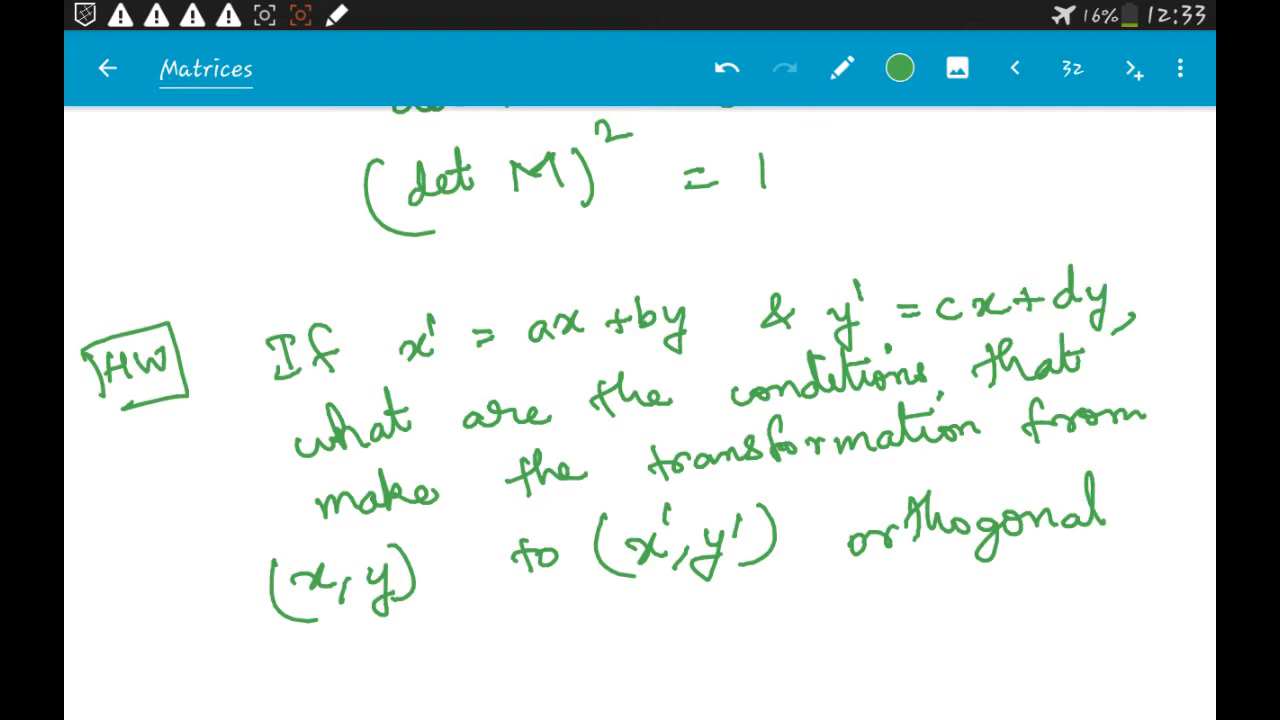 16% 12:33
Matrices
32
(det M)² = 1
HW
If x' = ax + by & y' = cx + dy,
what are the conditions that
make the transformation from
(x, y) to (x', y') orthogonal